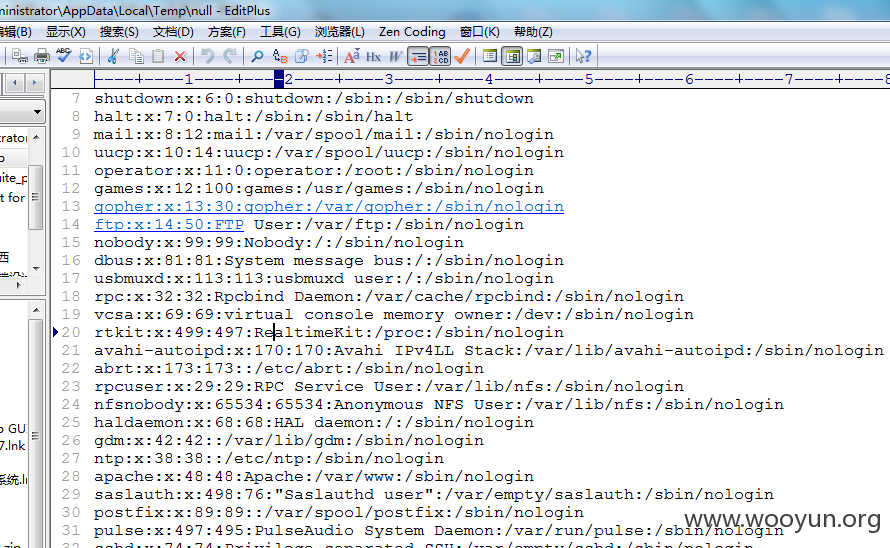 ministrator\AppData\Local\Temp\null - EditPlus
编辑(B) 显示(X) 搜索(S) 文档(D) 方案(F) 工具(G) 浏览器(L) Zen Coding 窗口(K) 帮助(Z)
----+----1----+----2----+----3----+----4----+----5----+----6----+----7----+----8
7 shutdown:x:6:0:shutdown:/sbin:/sbin/shutdown
8 halt:x:7:0:halt:/sbin:/sbin/halt
9 mail:x:8:12:mail:/var/spool/mail:/sbin/nologin
10 uucp:x:10:14:uucp:/var/spool/uucp:/sbin/nologin
11 operator:x:11:0:operator:/root:/sbin/nologin
12 games:x:12:100:games:/usr/games:/sbin/nologin
13 gopher:x:13:30:gopher:/var/gopher:/sbin/nologin
14 ftp:x:14:50:FTP User:/var/ftp:/sbin/nologin
15 nobody:x:99:99:Nobody:/:/sbin/nologin
16 dbus:x:81:81:System message bus:/:/sbin/nologin
17 usbmuxd:x:113:113:usbmuxd user:/:/sbin/nologin
18 rpc:x:32:32:Rpcbind Daemon:/var/cache/rpcbind:/sbin/nologin
19 vcsa:x:69:69:virtual console memory owner:/dev:/sbin/nologin
20 rtkit:x:499:497:RealtimeKit:/proc:/sbin/nologin
21 avahi-autoipd:x:170:170:Avahi IPv4LL Stack:/var/lib/avahi-autoipd:/sbin/nologin
22 abrt:x:173:173::/etc/abrt:/sbin/nologin
23 rpcuser:x:29:29:RPC Service User:/var/lib/nfs:/sbin/nologin
24 nfsnobody:x:65534:65534:Anonymous NFS User:/var/lib/nfs:/sbin/nologin
25 haldaemon:x:68:68:HAL daemon:/:/sbin/nologin
26 gdm:x:42:42::/var/lib/gdm:/sbin/nologin
27 ntp:x:38:38::/etc/ntp:/sbin/nologin
28 apache:x:48:48:Apache:/var/www:/sbin/nologin
29 saslauth:x:498:76:"Saslauthd user":/var/empty/saslauth:/sbin/nologin
30 postfix:x:89:89::/var/spool/postfix:/sbin/nologin
31 pulse:x:497:495:PulseAudio System Daemon:/var/run/pulse:/sbin/nologin
32 sshd:x:74:74:Privilege-separated SSH:/var/empty/sshd:/sbin/nologin
www.wooyun.org